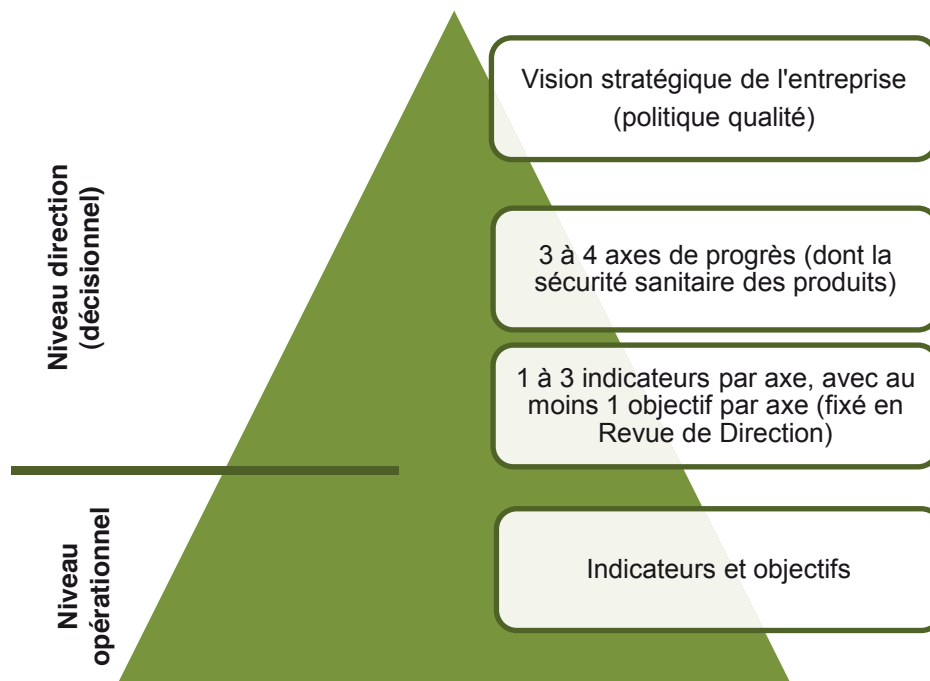 Vision stratégique de l'entreprise
(politique qualité)
Niveau direction
(décisionnel)
3 à 4 axes de progrès (dont la
sécurité sanitaire des produits)
1 à 3 indicateurs par axe, avec au
moins 1 objectif par axe (fixé en
Revue de Direction)
Niveau
opérationnel
Indicateurs et objectifs